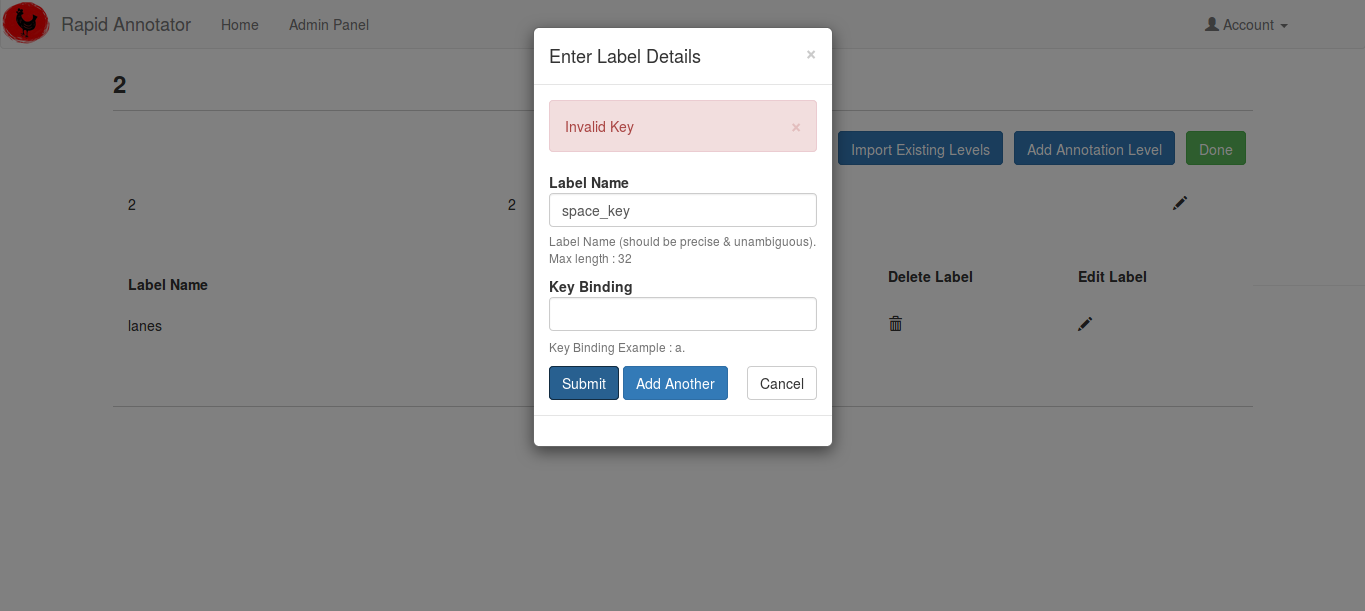 Rapid Annotator Home Admin Panel Account
2
Enter Label Details ×
Invalid Key ×
Label Name
space_key
Label Name (should be precise & unambiguous).
Max length : 32
Key Binding
Key Binding Example : a.
Submit Add Another Cancel
Import Existing Levels Add Annotation Level Done
2 2
Label Name Delete Label Edit Label
lanes